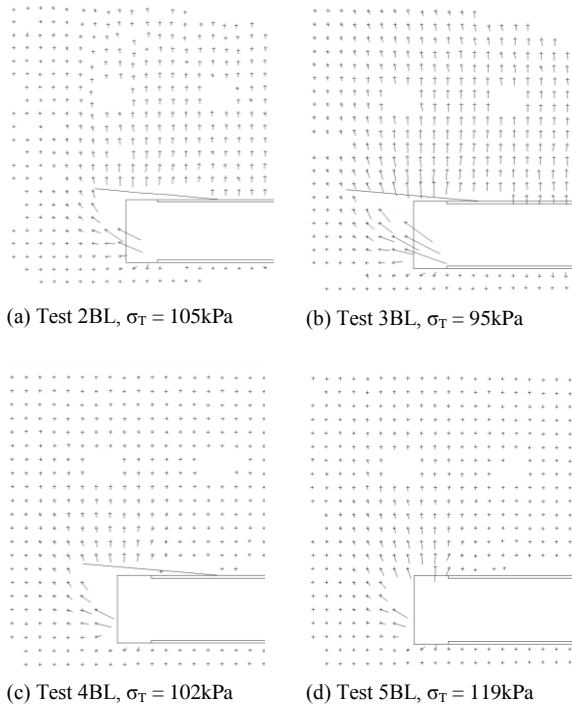 (a) Test 2BL, σT = 105kPa
(b) Test 3BL, σT = 95kPa
(c) Test 4BL, σT = 102kPa
(d) Test 5BL, σT = 119kPa